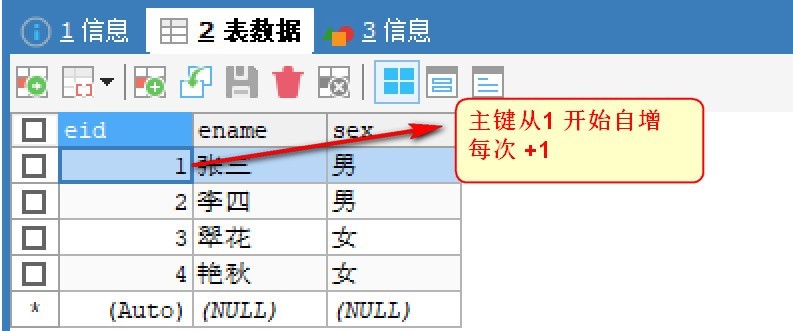 1 信息 2 表数据 3 信息
eid ename sex
主键从1 开始自增
每次 +1
1 张三 男
2 李四 男
3 翠花 女
4 艳秋 女
* (Auto) (NULL) (NULL)